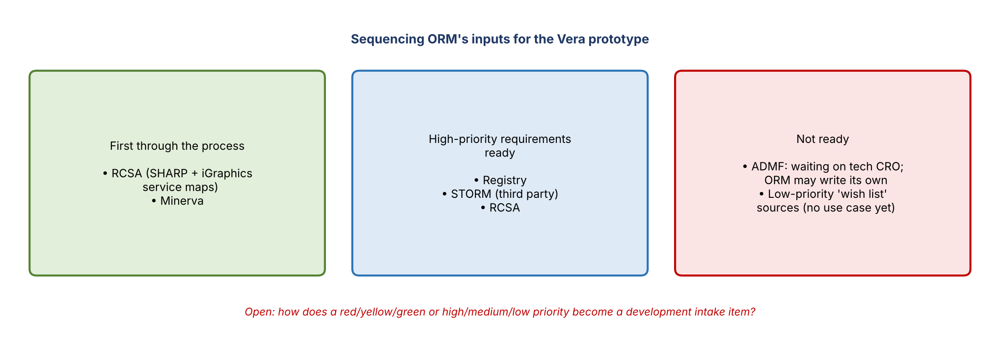 Sequencing ORM's inputs for the Vera prototype
First through the process
• RCSA (SHARP + iGraphics
service maps)
• Minerva
High-priority requirements
ready
• Registry
• STORM (third party)
• RCSA
Not ready
• ADMF: waiting on tech CRO;
ORM may write its own
• Low-priority 'wish list'
sources (no use case yet)
Open: how does a red/yellow/green or high/medium/low priority become a development intake item?